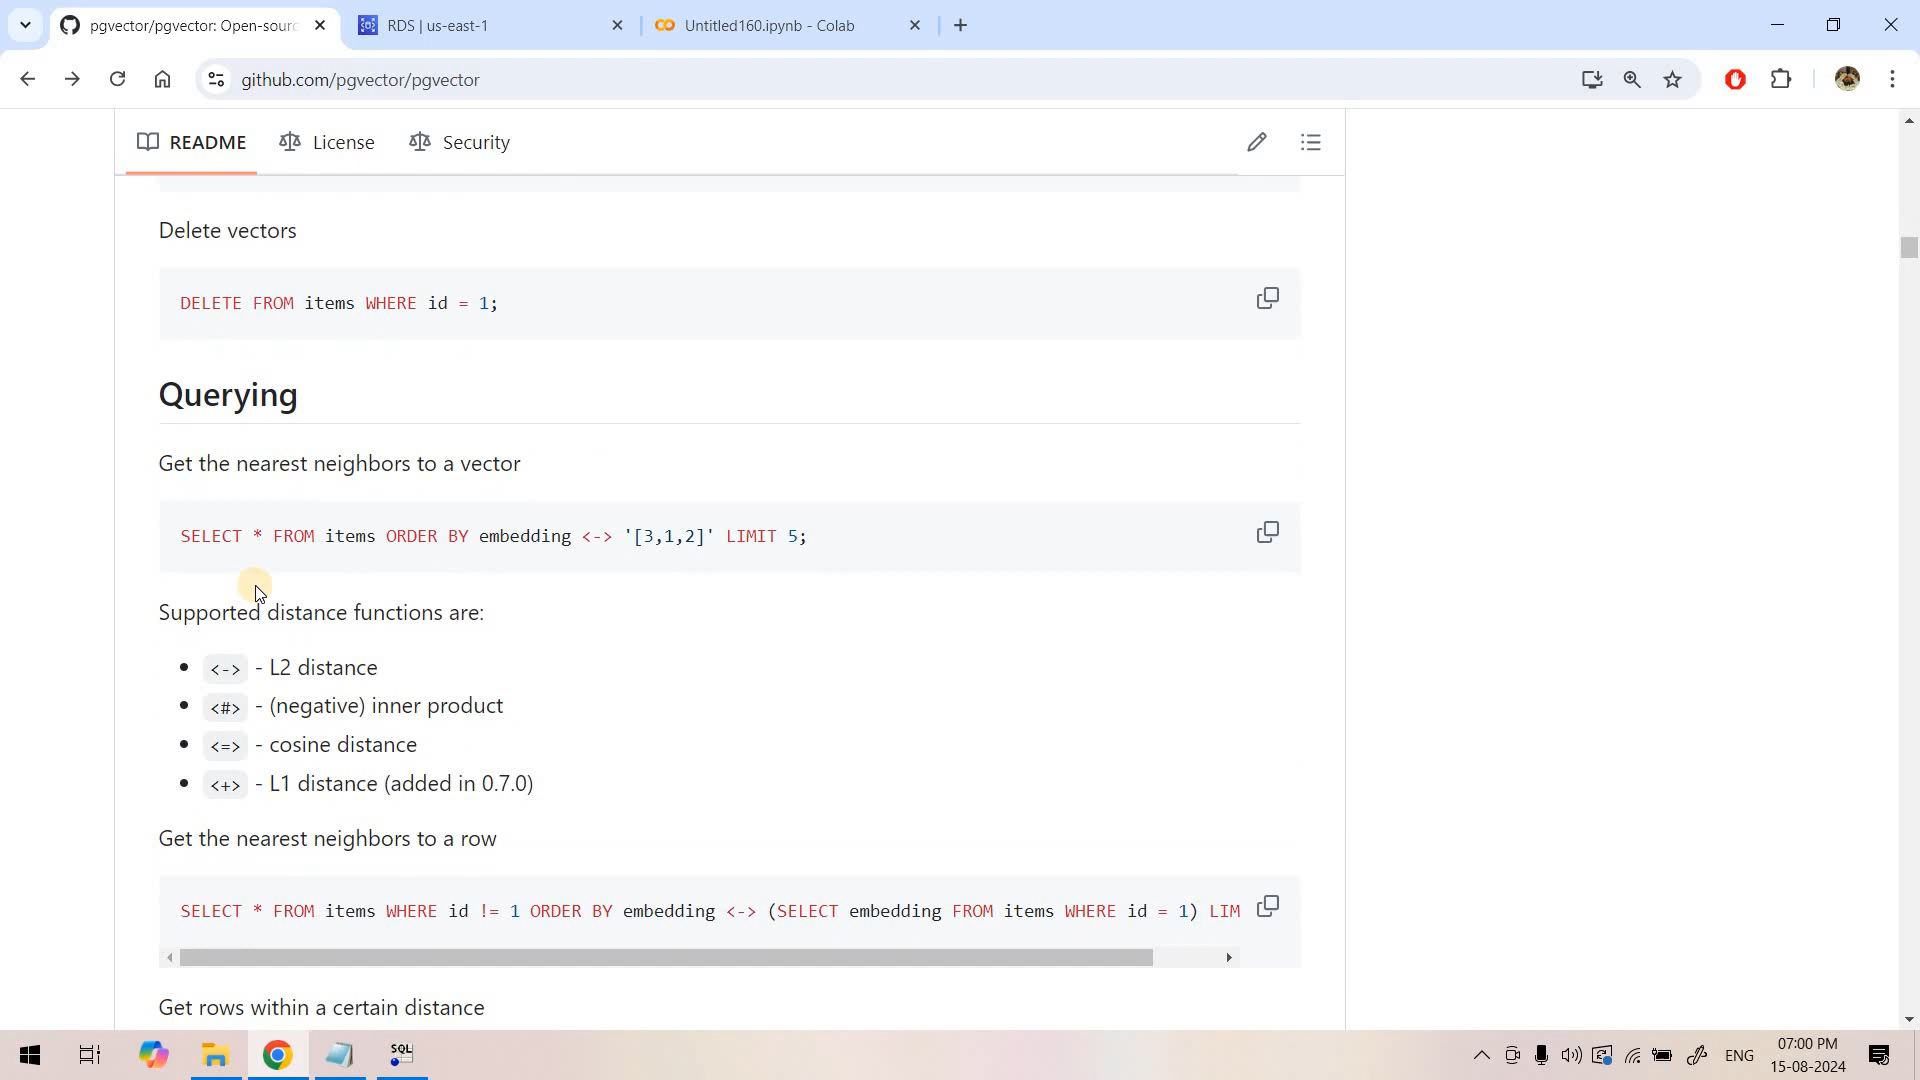 pgvector/pgvector: Open-sourc
RDS | us-east-1
Untitled160.ipynb - Colab
github.com/pgvector/pgvector
README
License
Security
Delete vectors
DELETE FROM items WHERE id = 1;
Querying
Get the nearest neighbors to a vector
SELECT * FROM items ORDER BY embedding <-> '[3,1,2]' LIMIT 5;
Supported distance functions are:
<-> - L2 distance
<#> - (negative) inner product
<=> - cosine distance
<+> - L1 distance (added in 0.7.0)
Get the nearest neighbors to a row
SELECT * FROM items WHERE id != 1 ORDER BY embedding <-> (SELECT embedding FROM items WHERE id = 1) LIM
Get rows within a certain distance
SQL
ENG
07:00 PM
15-08-2024